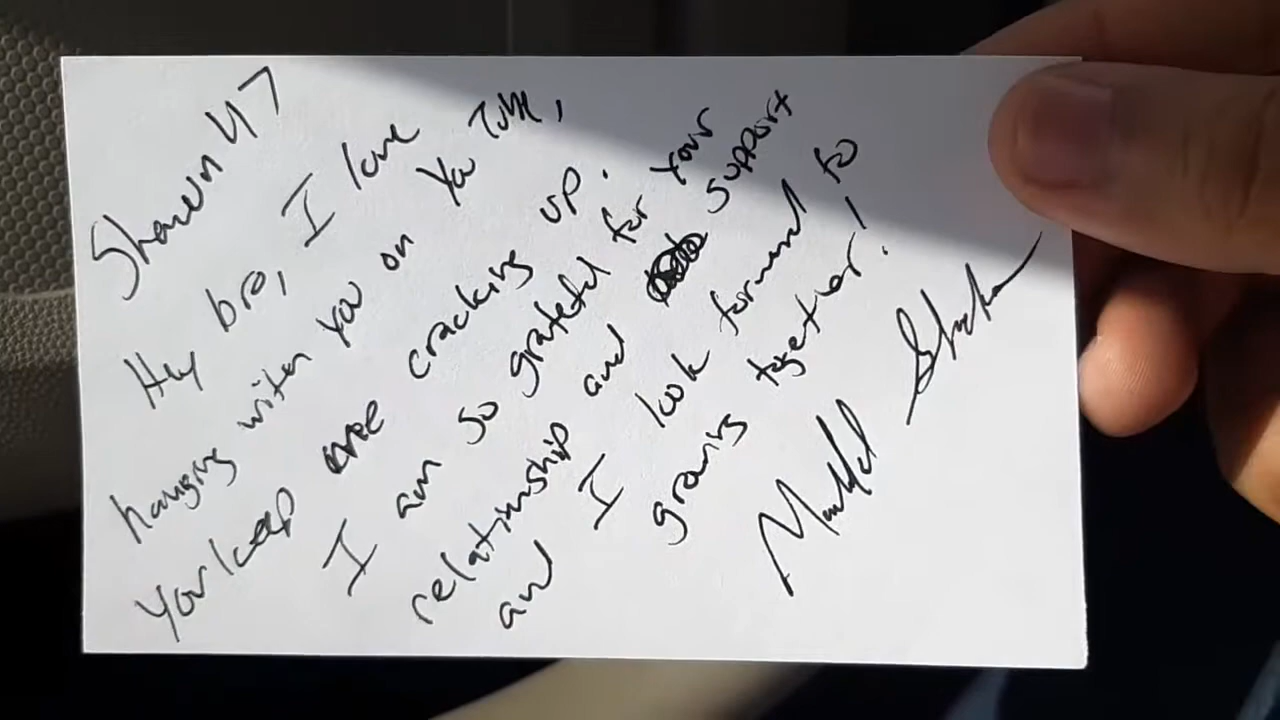 Shawn 47
Hey bro, I love
hanging with you on YouTube,
You keep me cracking up.
I am so grateful for your
relationship and support
and I look forward to
growing together!